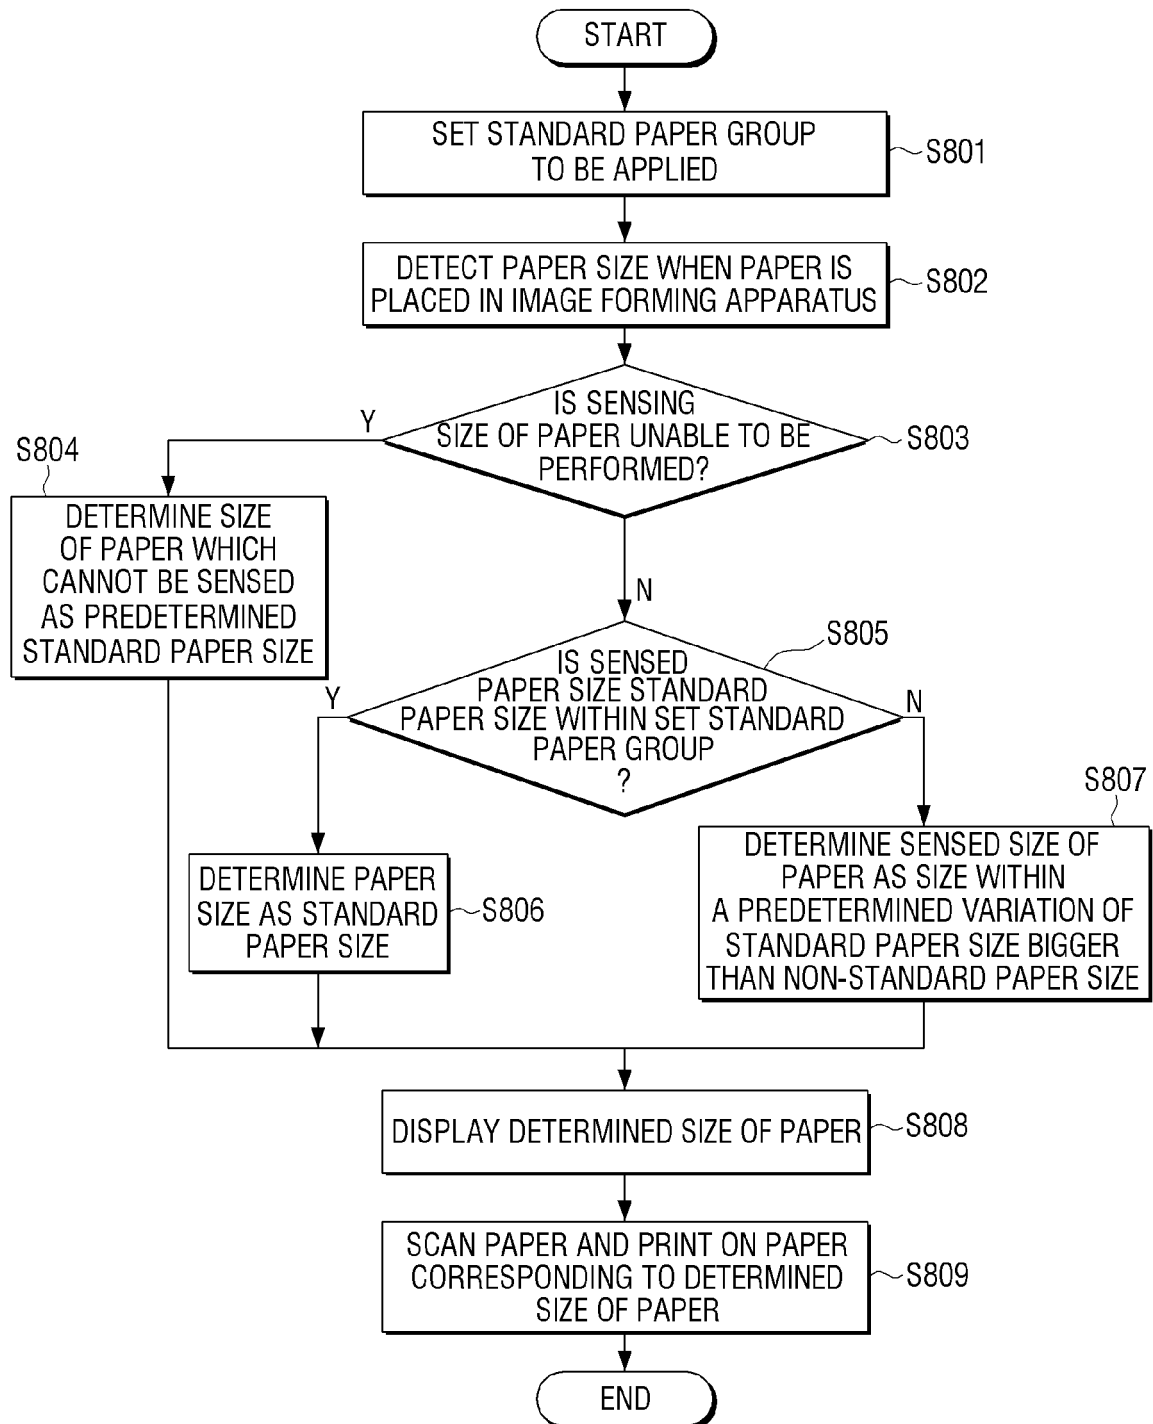 START
SET STANDARD PAPER GROUP
TO BE APPLIED
S801
DETECT PAPER SIZE WHEN PAPER IS
PLACED IN IMAGE FORMING APPARATUS
S802
IS SENSING
SIZE OF PAPER UNABLE TO BE
PERFORMED?
S803
Y
N
S804
DETERMINE SIZE
OF PAPER WHICH
CANNOT BE SENSED
AS PREDETERMINED
STANDARD PAPER SIZE
S805
IS SENSED
PAPER SIZE STANDARD
PAPER SIZE WITHIN SET STANDARD
PAPER GROUP
?
Y
N
DETERMINE PAPER
SIZE AS STANDARD
PAPER SIZE
S806
S807
DETERMINE SENSED SIZE OF
PAPER AS SIZE WITHIN
A PREDETERMINED VARIATION OF
STANDARD PAPER SIZE BIGGER
THAN NON-STANDARD PAPER SIZE
DISPLAY DETERMINED SIZE OF PAPER
S808
SCAN PAPER AND PRINT ON PAPER
CORRESPONDING TO DETERMINED
SIZE OF PAPER
S809
END